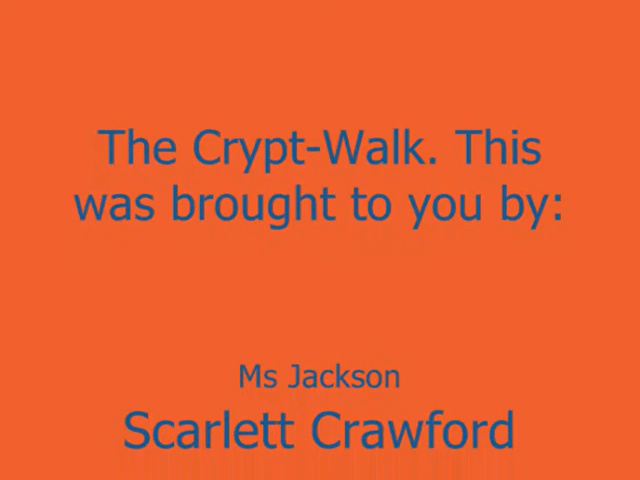 The Crypt-Walk. This
was brought to you by:
Ms Jackson
Scarlett Crawford